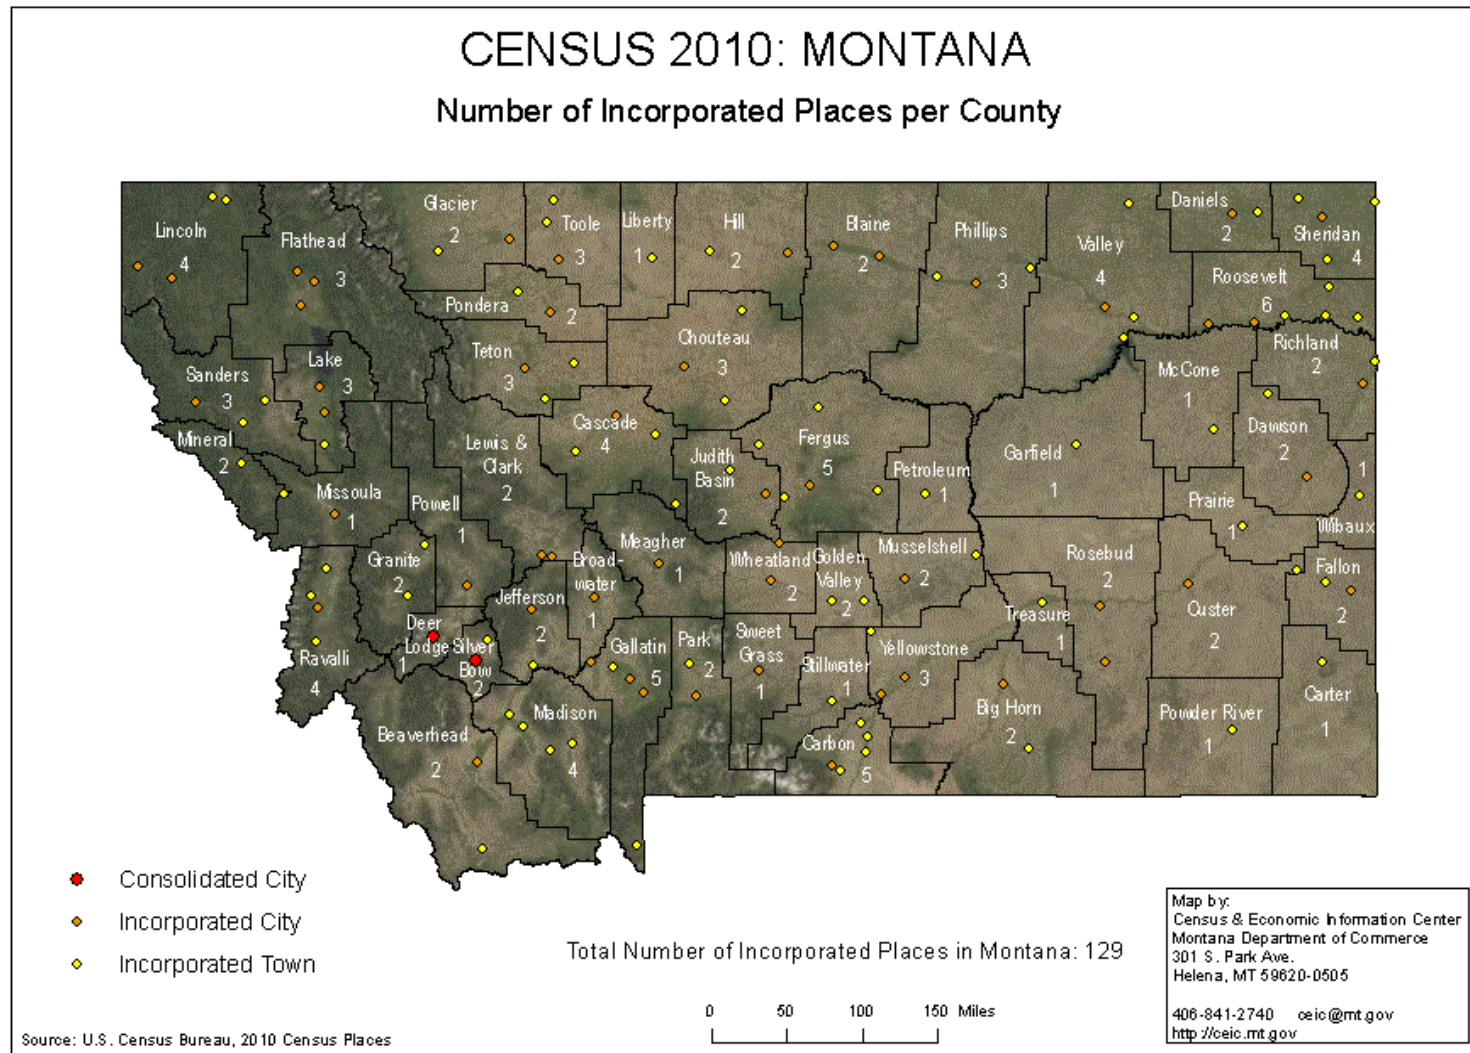 CENSUS 2010: MONTANA
Number of Incorporated Places per County
Lincoln
4
Flathead
3
Glacier
2
Toole
3
Liberty
1
Hill
2
Blaine
2
Phillips
3
Valley
4
Daniels
2
Sheridan
4
Roosevelt
6
Pondera
2
Teton
3
Chouteau
3
Richland
2
McCone
1
Lake
3
Sanders
3
Mineral
2
Cascade
4
Lewis &
Clark
2
Judith
Basin
2
Fergus
5
Petroleum
1
Garfield
1
Dawson
2
Prairie
1
1
Wibaux
Missoula
1
Powell
1
Granite
2
Meagher
1
Broad-
water
1
Jefferson
2
Wheatland
2
Golden
Valley
2
Musselshell
2
Rosebud
2
Treasure
1
Custer
2
Fallon
2
Deer
Lodge
1
Silver
Bow
2
Ravalli
4
Gallatin
5
Park
2
Sweet
Grass
1
Stillwater
1
Yellowstone
3
Big Horn
2
Powder River
1
Carter
1
Beaverhead
2
Madison
4
Carbon
5
Consolidated City
Incorporated City
Incorporated Town
Total Number of Incorporated Places in Montana: 129
0 50 100 150 Miles
Map by:
Census & Economic Information Center
Montana Department of Commerce
301 S. Park Ave.
Helena, MT 59620-0505
406-841-2740 ceic@mt.gov
http://ceic.mt.gov
Source: U.S. Census Bureau, 2010 Census Places